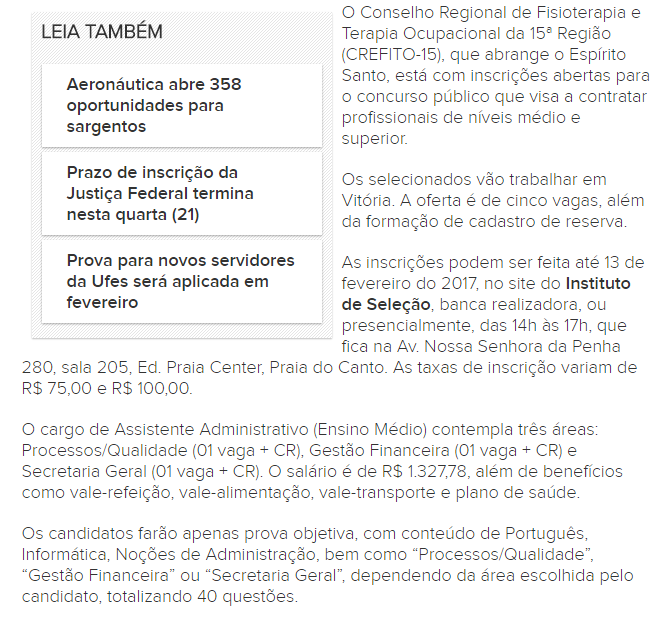 LEIA TAMBÉM
Aeronáutica abre 358
oportunidades para
sargentos
Prazo de inscrição da
Justiça Federal termina
nesta quarta (21)
Prova para novos servidores
da Ufes será aplicada em
fevereiro
O Conselho Regional de Fisioterapia e
Terapia Ocupacional da 15ª Região
(CREFITO-15), que abrange o Espírito
Santo, está com inscrições abertas para
o concurso público que visa a contratar
profissionais de níveis médio e
superior.
Os selecionados vão trabalhar em
Vitória. A oferta é de cinco vagas, além
da formação de cadastro de reserva.
As inscrições podem ser feita até 13 de
fevereiro do 2017, no site do Instituto
de Seleção, banca realizadora, ou
presencialmente, das 14h às 17h, que
fica na Av. Nossa Senhora da Penha
280, sala 205, Ed. Praia Center, Praia do Canto. As taxas de inscrição variam de
R$ 75,00 e R$ 100,00.
O cargo de Assistente Administrativo (Ensino Médio) contempla três áreas:
Processos/Qualidade (01 vaga + CR), Gestão Financeira (01 vaga + CR) e
Secretaria Geral (01 vaga + CR). O salário é de R$ 1.327,78, além de benefícios
como vale-refeição, vale-alimentação, vale-transporte e plano de saúde.
Os candidatos farão apenas prova objetiva, com conteúdo de Português,
Informática, Noções de Administração, bem como “Processos/Qualidade”,
“Gestão Financeira” ou “Secretaria Geral”, dependendo da área escolhida pelo
candidato, totalizando 40 questões.